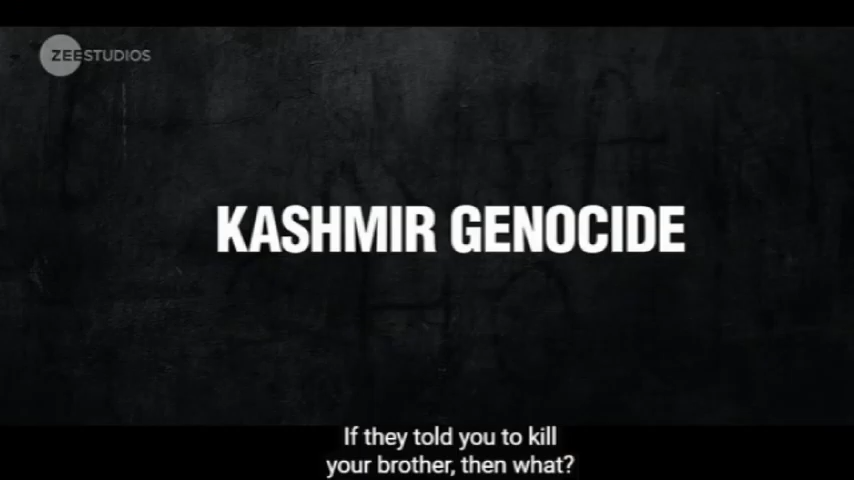 ZEESTUDIOS
KASHMIR GENOCIDE
If they told you to kill
your brother, then what?